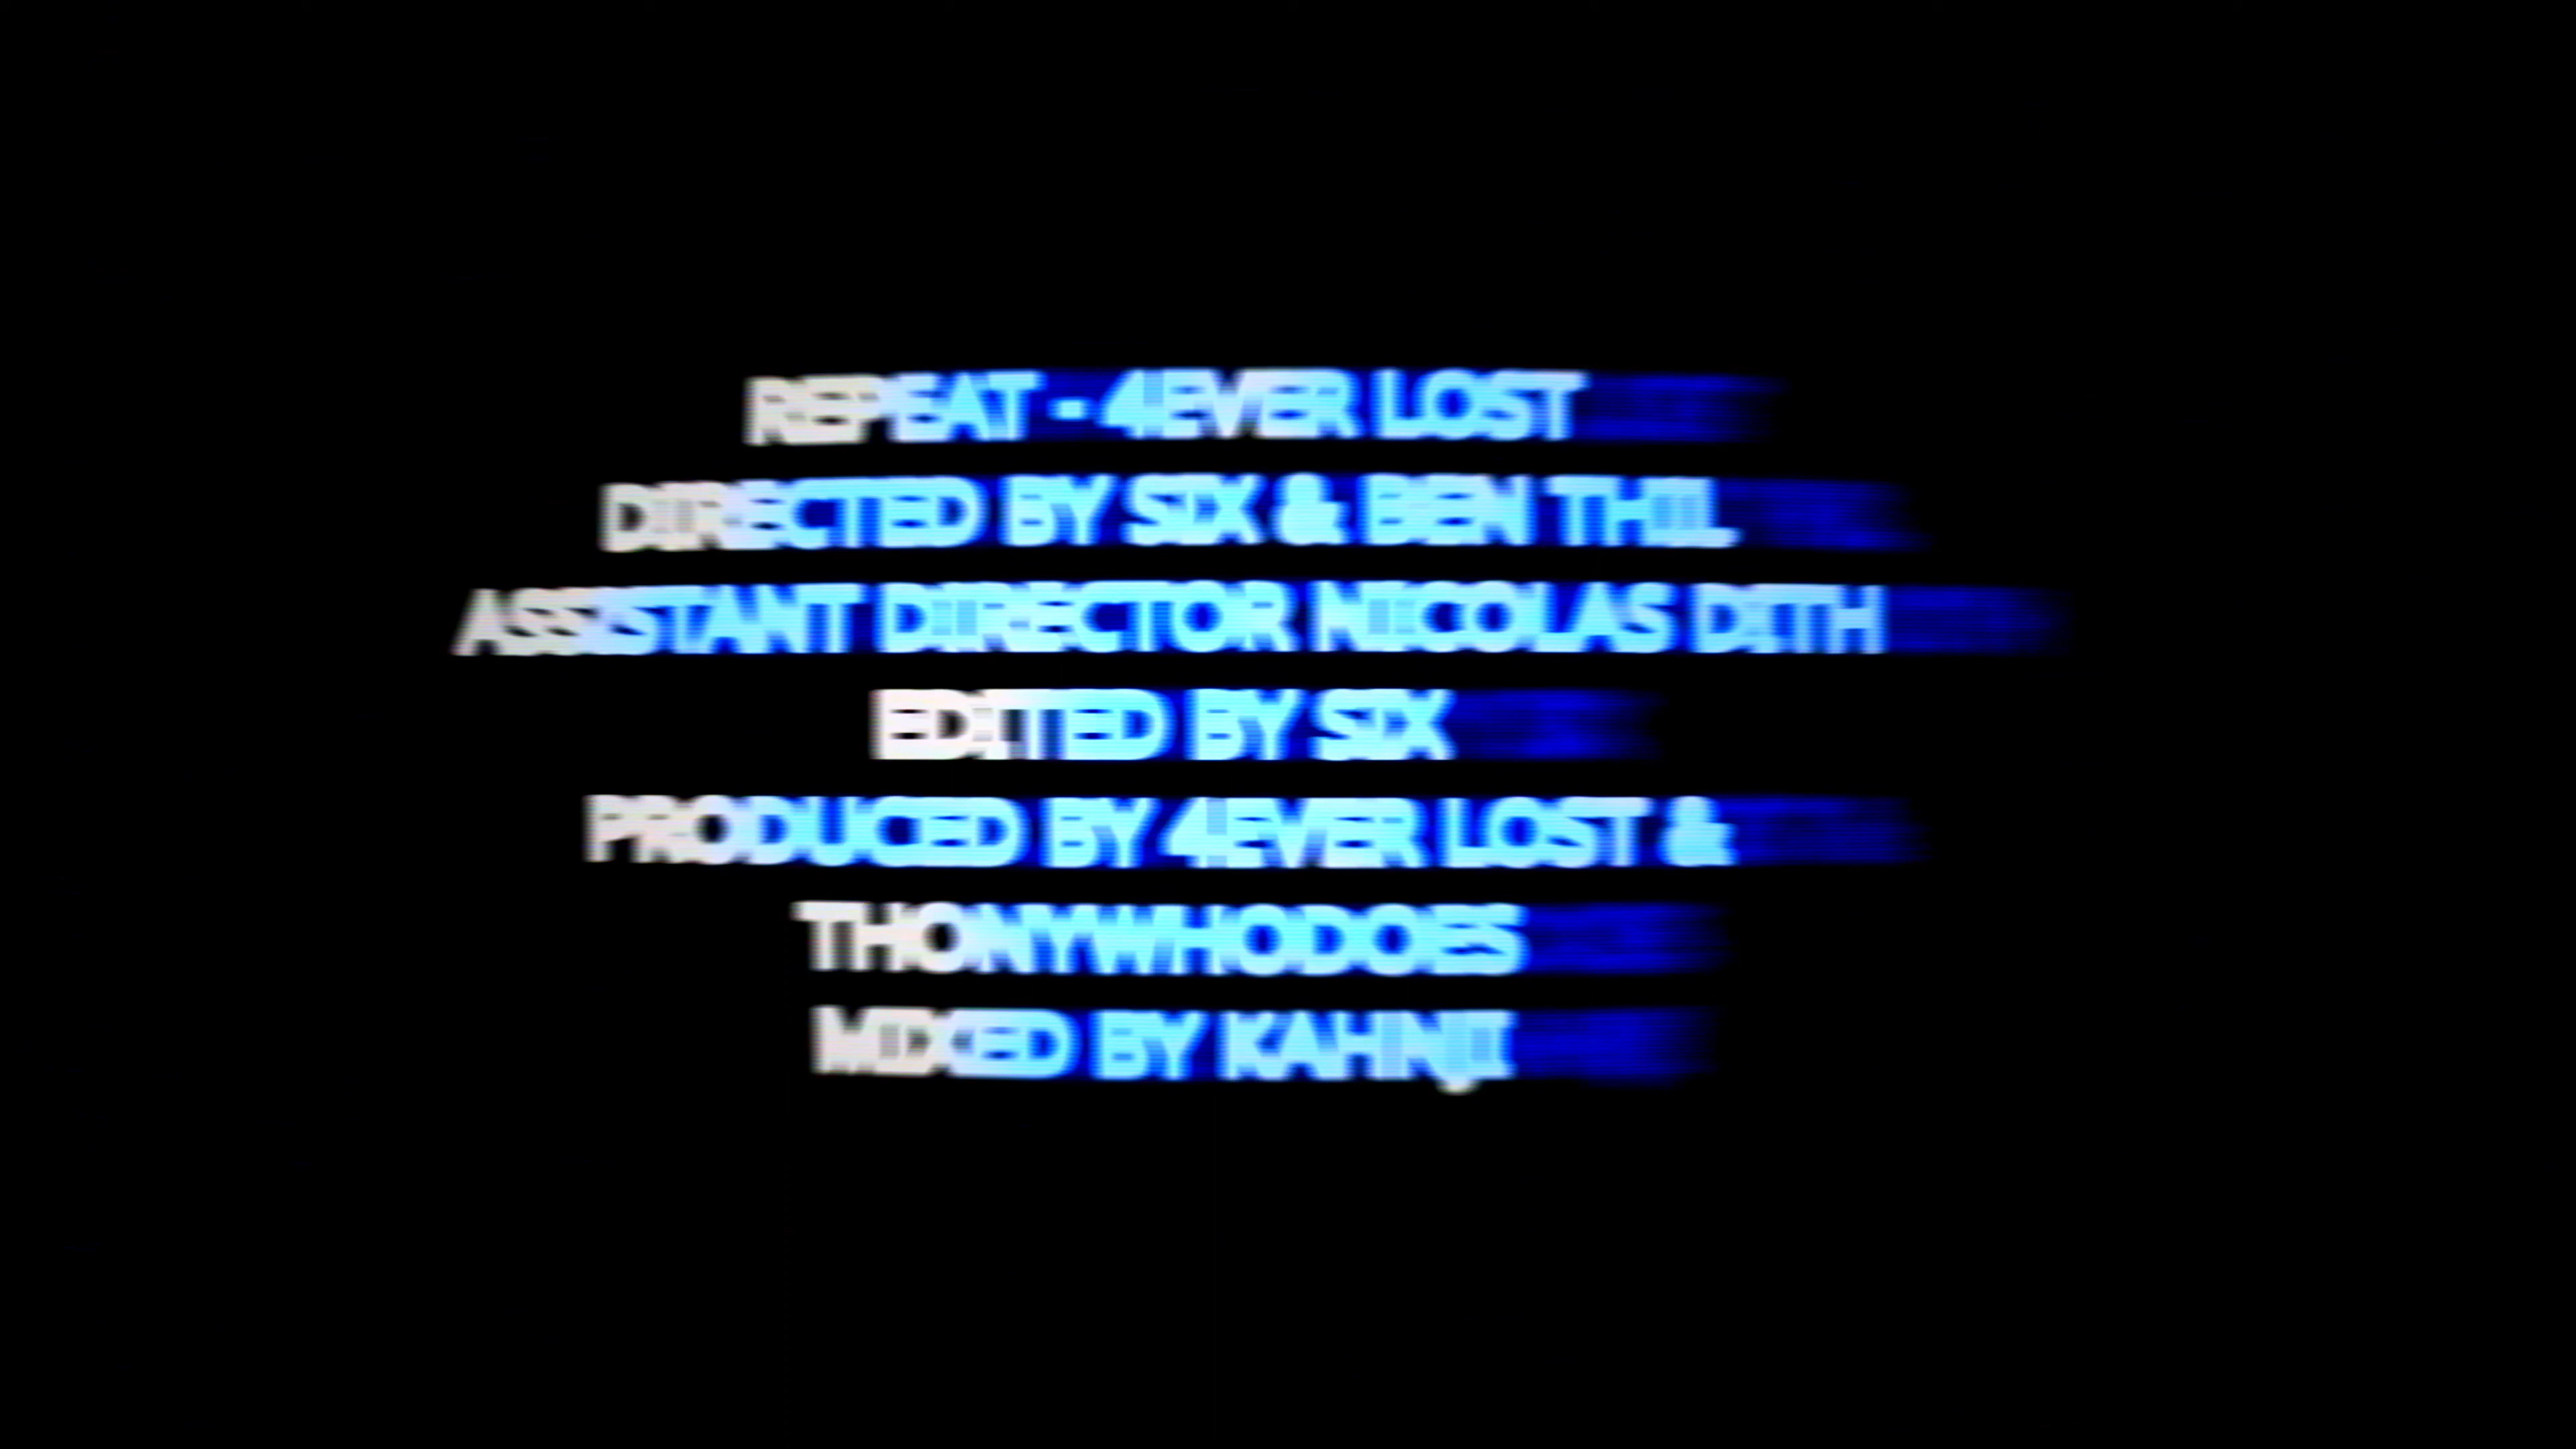 REPEAT - 4EVER LOST
DIRECTED BY SIX & BEN THIL
ASSISTANT DIRECTOR NICOLAS DITH
EDITED BY SIX
PRODUCED BY 4EVER LOST &
THONYWHODOES
MIXED BY KAHNJI